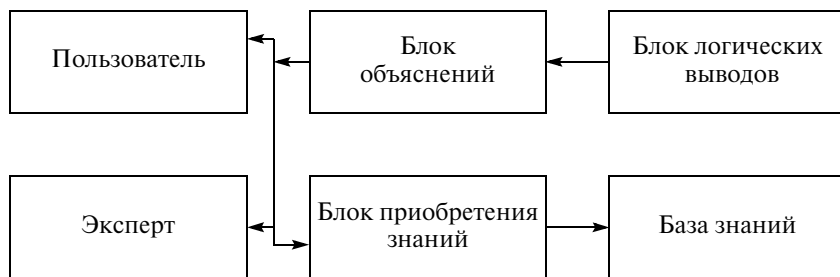 Пользователь
Блок
объяснений
Блок логических
выводов
Эксперт
Блок приобретения
знаний
База знаний